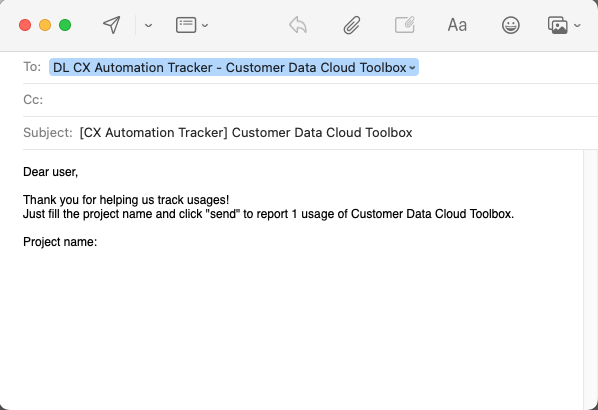 Aa
To: DL CX Automation Tracker - Customer Data Cloud Toolbox
Cc:
Subject: [CX Automation Tracker] Customer Data Cloud Toolbox
Dear user,
Thank you for helping us track usages!
Just fill the project name and click "send" to report 1 usage of Customer Data Cloud Toolbox.
Project name: